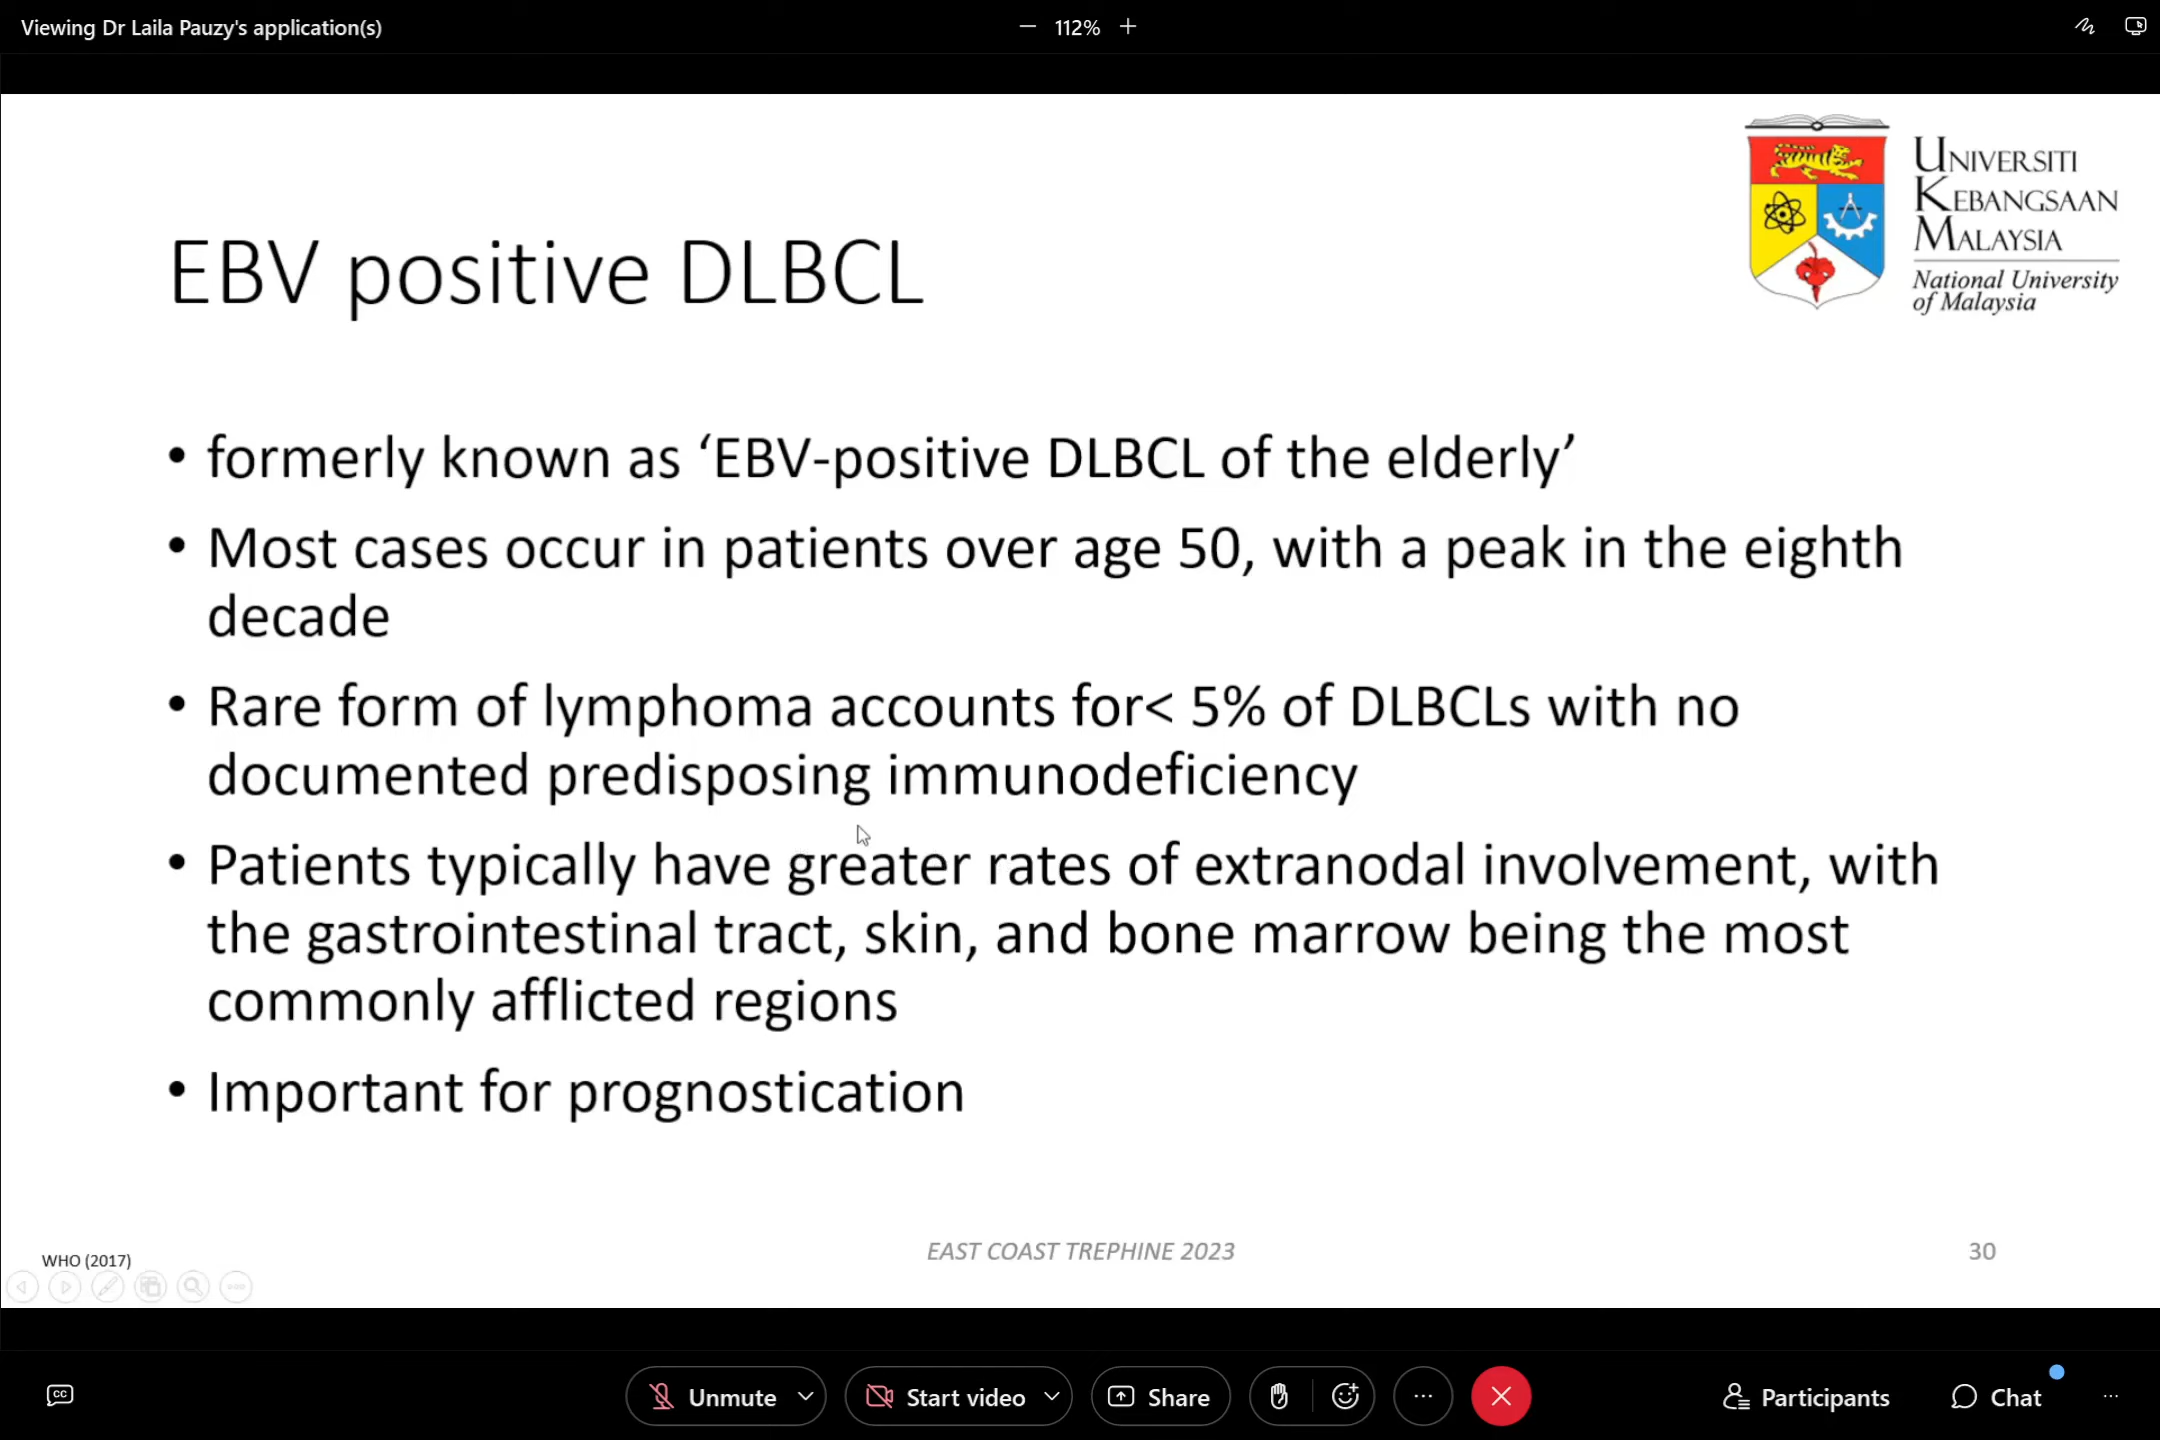 Viewing Dr Laila Pauzy's application(s)
112%
UNIVERSITI
KEBANGSAAN
MALAYSIA
National University
of Malaysia
EBV positive DLBCL
• formerly known as ‘EBV-positive DLBCL of the elderly’
• Most cases occur in patients over age 50, with a peak in the eighth
decade
• Rare form of lymphoma accounts for< 5% of DLBCLs with no
documented predisposing immunodeficiency
• Patients typically have greater rates of extranodal involvement, with
the gastrointestinal tract, skin, and bone marrow being the most
commonly afflicted regions
• Important for prognostication
WHO (2017)
EAST COAST TREPHINE 2023
30
CC
Unmute
Start video
Share
Participants
Chat